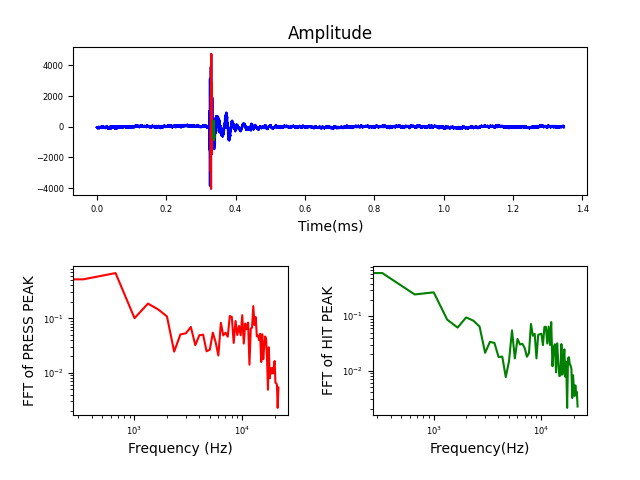 Amplitude
4000
2000
0
−2000
−4000
0.0 0.2 0.4 0.6 0.8 1.0 1.2 1.4
Time(ms)
FFT of PRESS PEAK
10⁻¹
10⁻²
10³ 10⁴
Frequency (Hz)
FFT of HIT PEAK
10⁻¹
10⁻²
10³ 10⁴
Frequency(Hz)